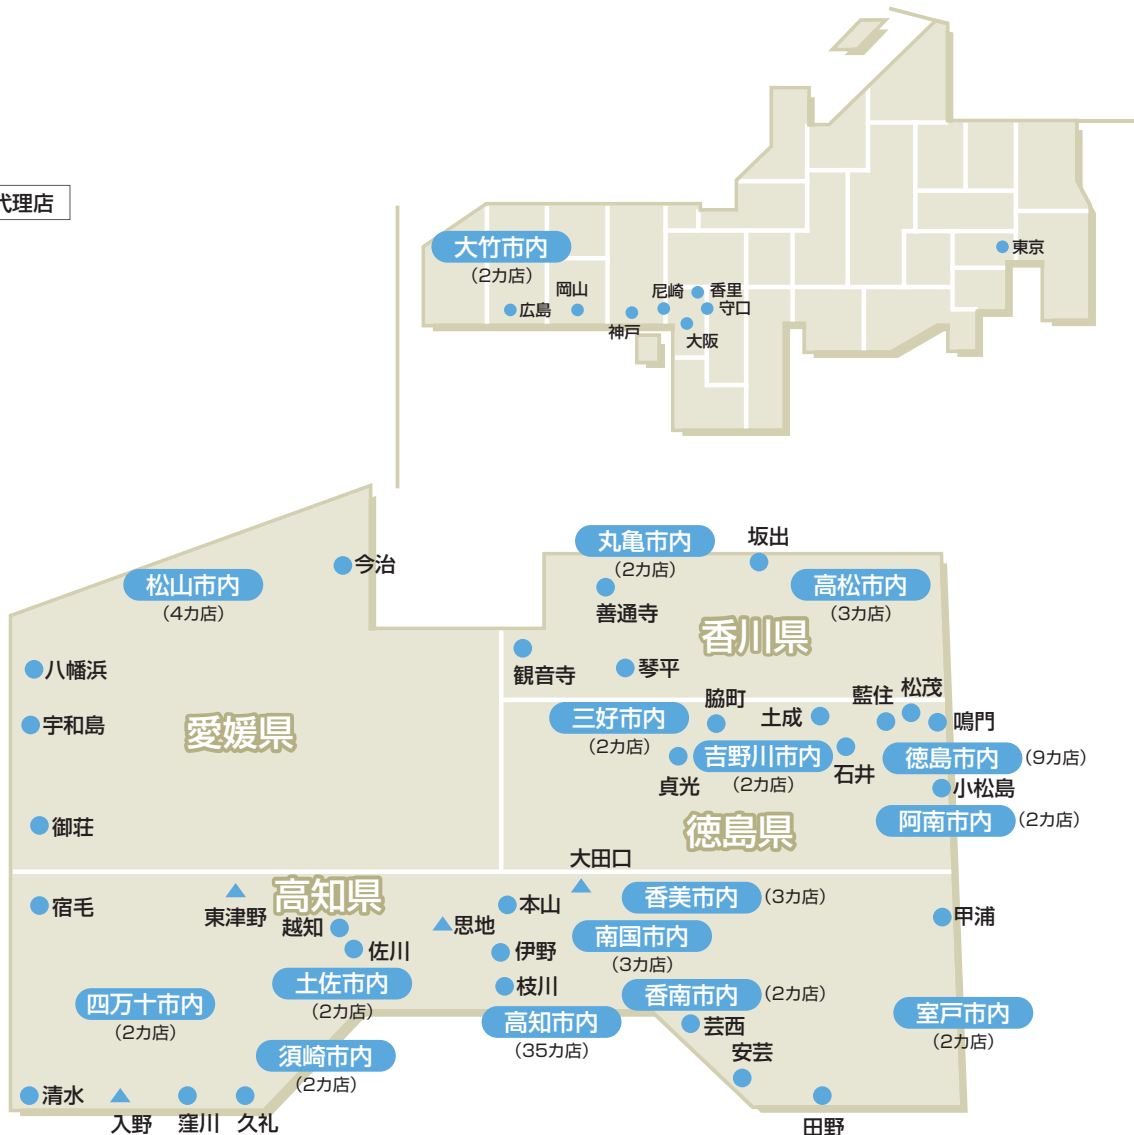 代理店
大竹市内
（2カ店）
広島
岡山
神戸
尼崎
香里
守口
大阪
東京
松山市内
（4カ店）
今治
八幡浜
宇和島
愛媛県
御荘
丸亀市内
（2カ店）
坂出
高松市内
（3カ店）
善通寺
香川県
観音寺
琴平
三好市内
（2カ店）
脇町
土成
藍住
松茂
鳴門
貞光
吉野川市内
（2カ店）
石井
徳島市内
（9カ店）
小松島
徳島県
阿南市内
（2カ店）
大田口
宿毛
東津野
高知県
越知
佐川
思地
本山
伊野
枝川
香美市内
（3カ店）
南国市内
（3カ店）
香南市内
（2カ店）
甲浦
四万十市内
（2カ店）
土佐市内
（2カ店）
須崎市内
（2カ店）
高知市内
（35カ店）
芸西
安芸
室戸市内
（2カ店）
清水
入野
窪川
久礼
田野